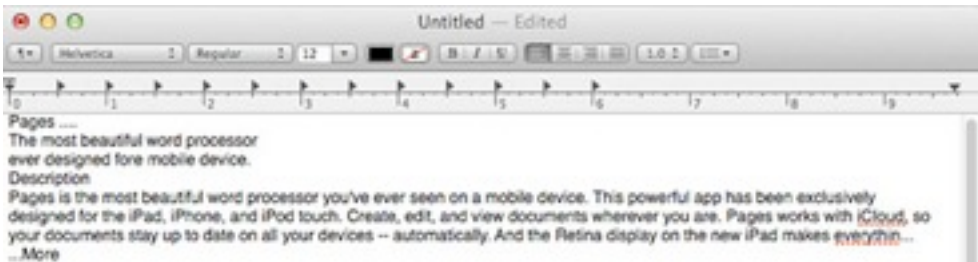 Untitled — Edited
Helvetica Regular 12 B I U 1.0
0 1 2 3 4 5 6 7 8 9
Pages ....
The most beautiful word processor
ever designed fore mobile device.
Description
Pages is the most beautiful word processor you've ever seen on a mobile device. This powerful app has been exclusively
designed for the iPad, iPhone, and iPod touch. Create, edit, and view documents wherever you are. Pages works with iCloud, so
your documents stay up to date on all your devices -- automatically. And the Retina display on the new iPad makes everythin...
...More